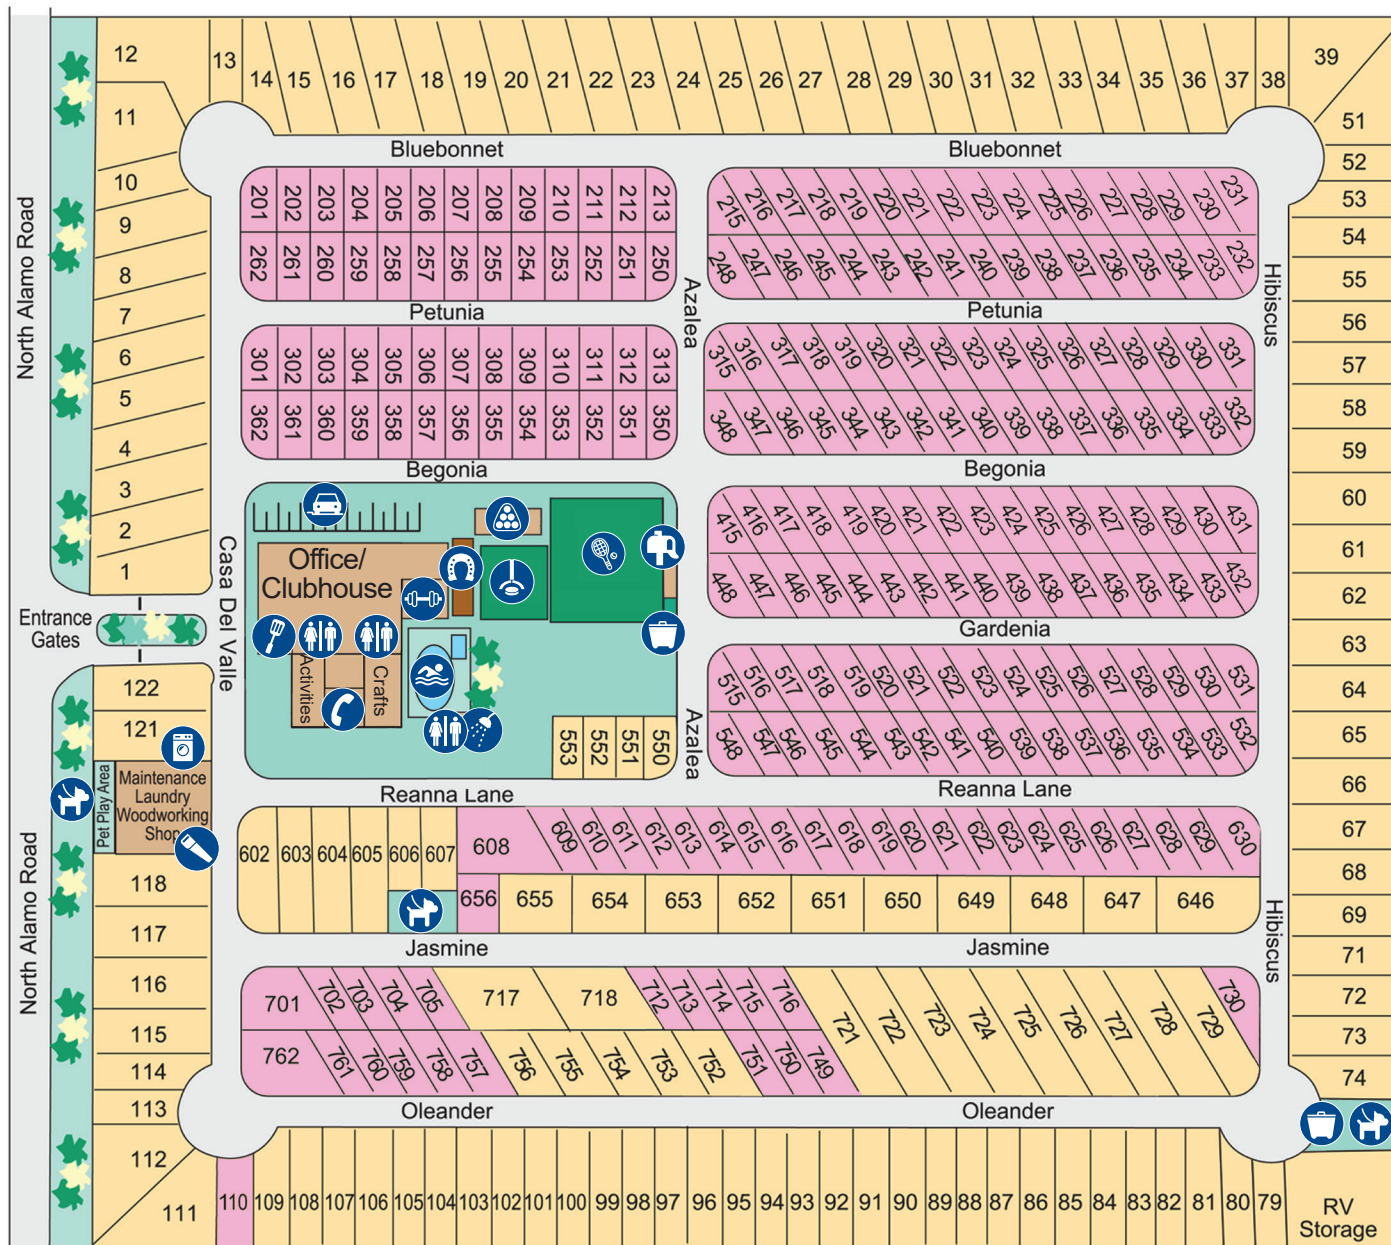 12
13
14 15 16 17 18 19 20 21 22 23 24 25 26 27 28 29 30 31 32 33 34 35 36 37 38
39
11
51
Bluebonnet
Bluebonnet
10
52
201 202 203 204 205 206 207 208 209 210 211 212 213
215 216 217 218 219 220 221 222 223 224 225 226 227 228 229 230 231
53
9
54
262 261 260 259 258 257 256 255 254 253 252 251 250
248 247 246 245 244 243 242 241 240 239 238 237 236 235 234 233 232
8
55
North Alamo Road
Azalea
Hibiscus
Petunia
Petunia
7
56
6
57
301 302 303 304 305 306 307 308 309 310 311 312 313
315 316 317 318 319 320 321 322 323 324 325 326 327 328 329 330 331
5
58
362 361 360 359 358 357 356 355 354 353 352 351 350
348 347 346 345 344 343 342 341 340 339 338 337 336 335 334 333 332
4
59
Begonia
Begonia
3
60
2
61
415 416 417 418 419 420 421 422 423 424 425 426 427 428 429 430 431
1
62
448 447 446 445 444 443 442 441 440 439 438 437 436 435 434 433 432
Office/
Clubhouse
Casa Del Valle
Entrance
Gates
Gardenia
63
Activities
Crafts
122
64
515 516 517 518 519 520 521 522 523 524 525 526 527 528 529 530 531
121
65
548 547 546 545 544 543 542 541 540 539 538 537 536 535 534 533 532
553 552 551 550
Azalea
Pet Play Area
Maintenance
Laundry
Woodworking
Shop
66
Reanna Lane
Reanna Lane
67
602 603 604 605 606 607 608 609 610 611 612 613 614 615 616 617 618 619 620 621 622 623 624 625 626 627 628 629 630
68
118
656 655 654 653 652 651 650 649 648 647 646
69
117
North Alamo Road
Hibiscus
Jasmine
Jasmine
71
116
72
701 702 703 704 705 717 718 712 713 714 715 716 721 722 723 724 725 726 727 728 729 730
115
73
762 761 760 759 758 757 756 755 754 753 752 751 750 749
114
74
113
Oleander
Oleander
112
111
110 109 108 107 106 105 104 103 102 101 100 99 98 97 96 95 94 93 92 91 90 89 88 87 86 85 84 83 82 81 80 79
RV
Storage